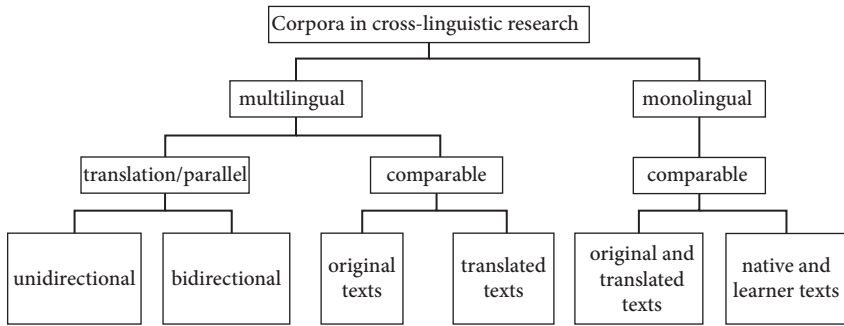 Corpora in cross-linguistic research
multilingual
monolingual
translation/parallel
comparable
comparable
unidirectional
bidirectional
original
texts
translated
texts
original and
translated
texts
native and
learner texts